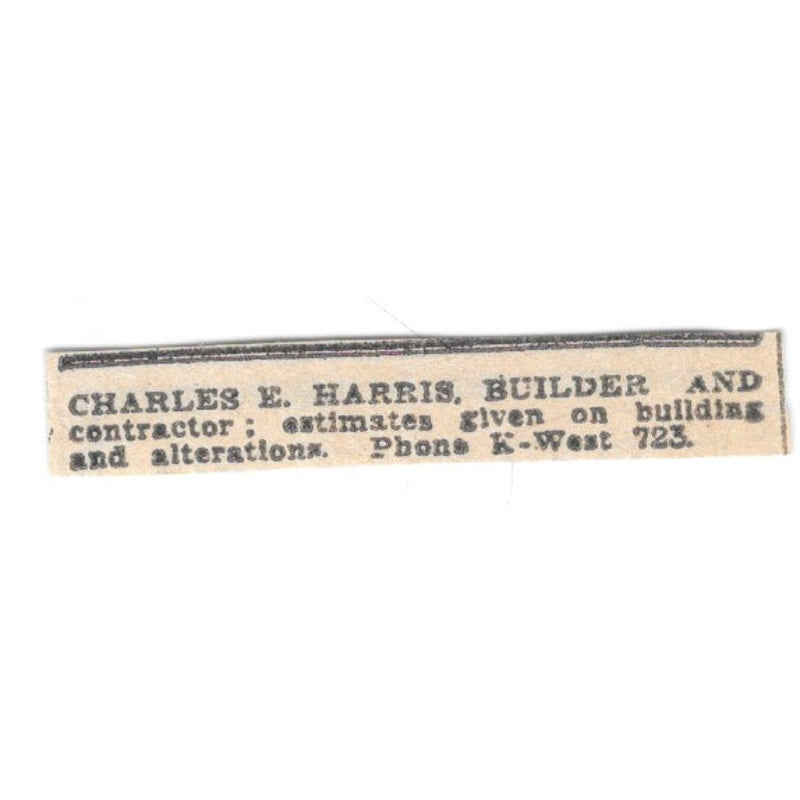 CHARLES E. HARRIS, BUILDER AND
contractor; estimates given on building
and alterations. Phone K-West 723.